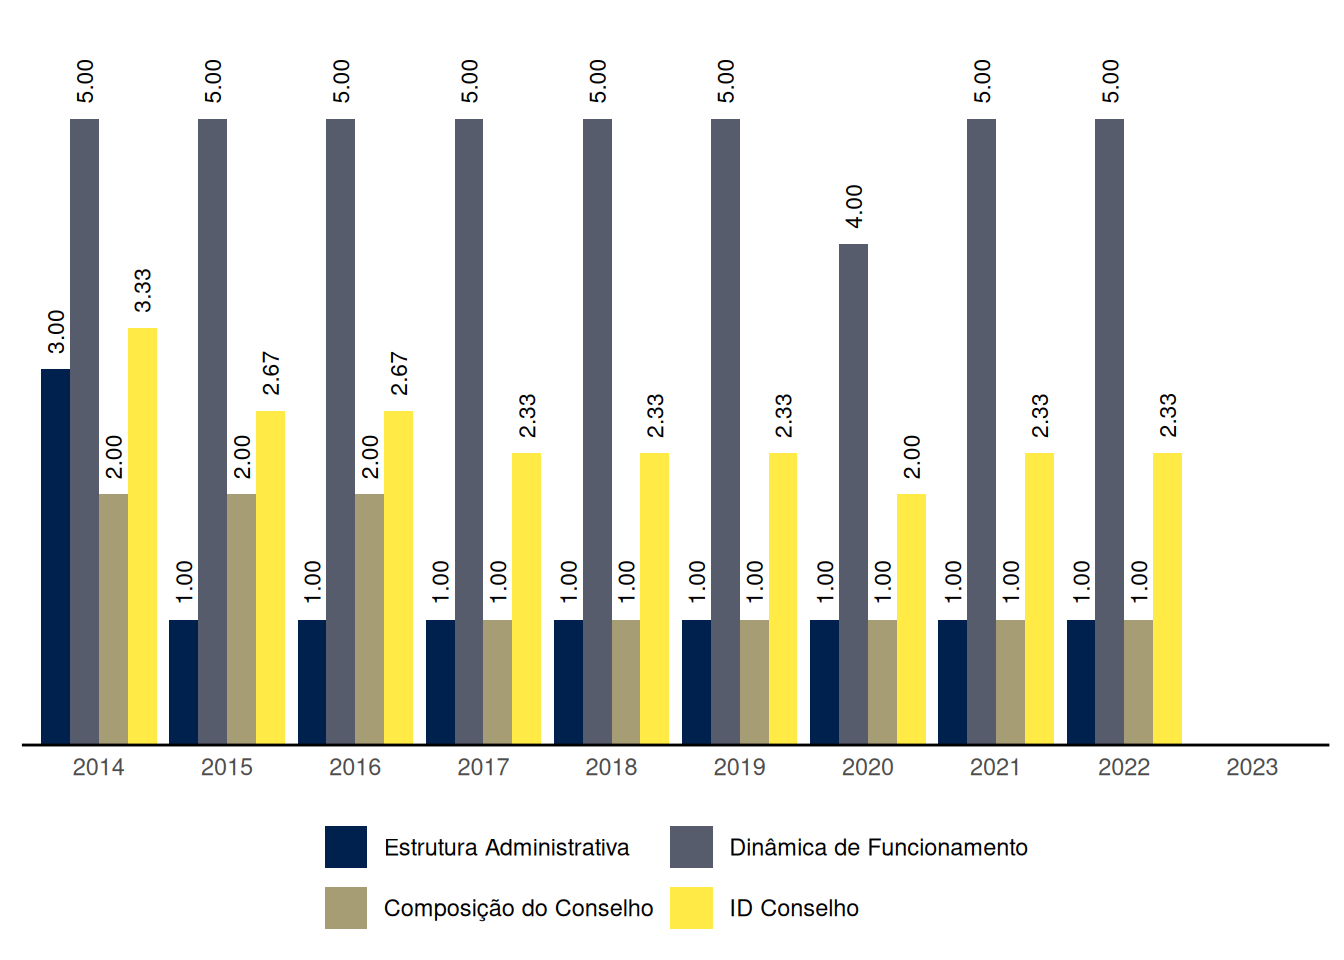 5.00 5.00 5.00 5.00 5.00 5.00 5.00 5.00
4.00
3.33
3.00
2.67 2.67
2.33 2.33 2.33 2.33 2.33
2.00 2.00 2.00 2.00
1.00 1.00 1.00 1.00 1.00 1.00 1.00 1.00 1.00 1.00 1.00 1.00 1.00 1.00
2014 2015 2016 2017 2018 2019 2020 2021 2022 2023
Estrutura Administrativa Dinâmica de Funcionamento
Composição do Conselho ID Conselho